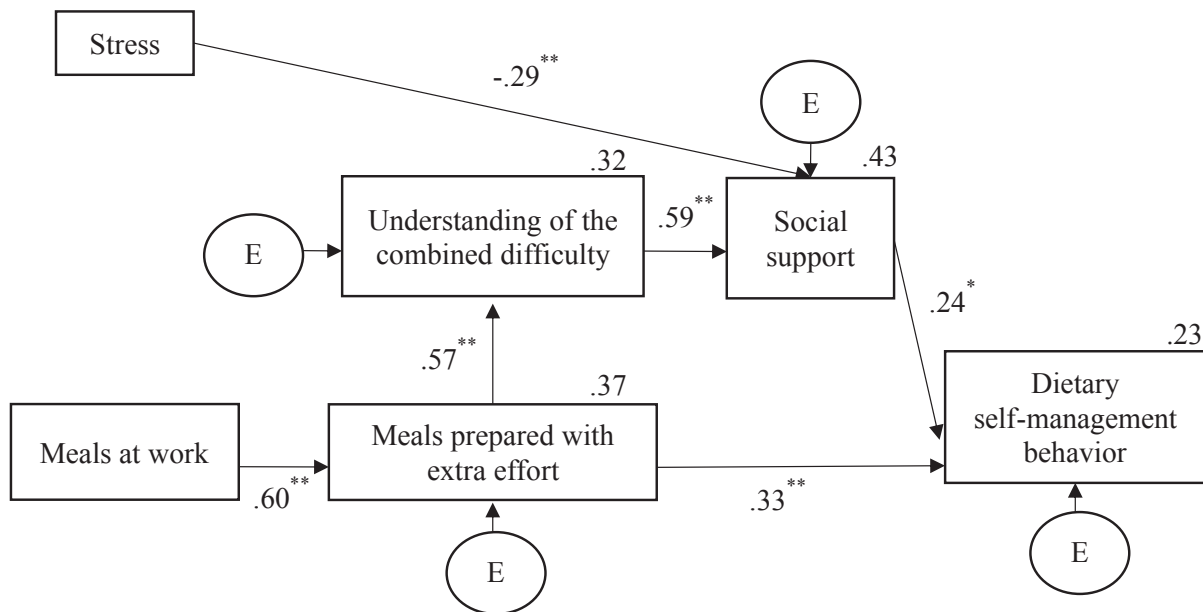 Stress
-.29**
E
.43
.32
Understanding of the
combined difficulty
.59**
Social
support
E
.24*
.23
.57**
.37
Dietary
self-management
behavior
Meals at work
Meals prepared with
extra effort
.60**
.33**
E
E